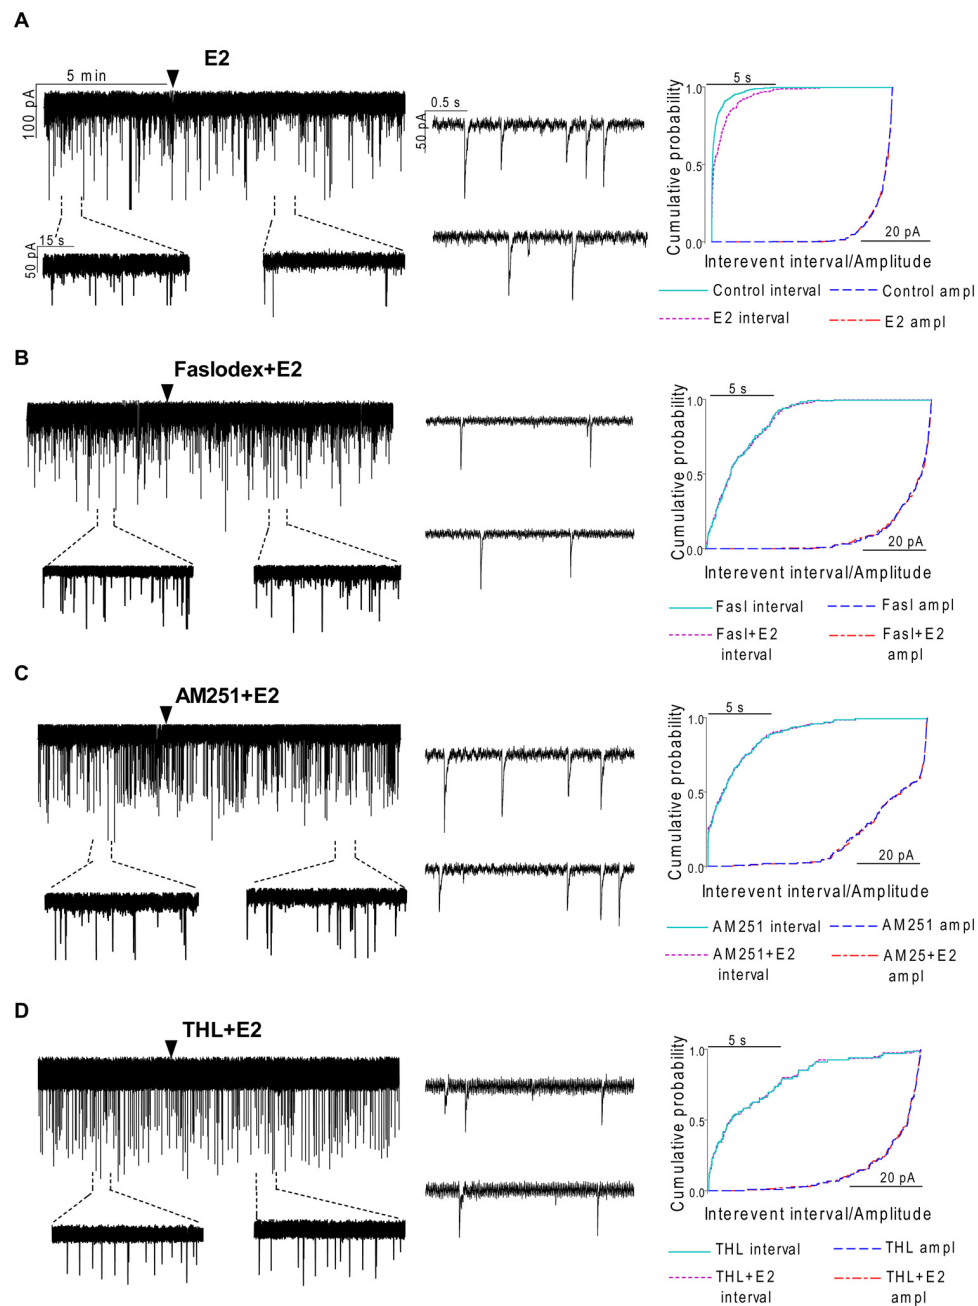 A
E2
5 min
100 pA
0.5 s
50 pA
15 s
50 pA
5 s
Cumulative probability
1.0
0.5
0.0
20 pA
Interevent interval/Amplitude
Control interval
Control ampl
E2 interval
E2 ampl
B
Faslodex+E2
5 s
Cumulative probability
1.0
0.5
0.0
20 pA
Interevent interval/Amplitude
Fasl interval
Fasl ampl
Fasl+E2
interval
Fasl+E2
ampl
C
AM251+E2
5 s
Cumulative probability
1.0
0.5
0.0
20 pA
Interevent interval/Amplitude
AM251 interval
AM251 ampl
AM251+E2
interval
AM25+E2
ampl
D
THL+E2
5 s
Cumulative probability
1.0
0.5
0.0
20 pA
Interevent interval/Amplitude
THL interval
THL ampl
THL+E2
interval
THL+E2
ampl